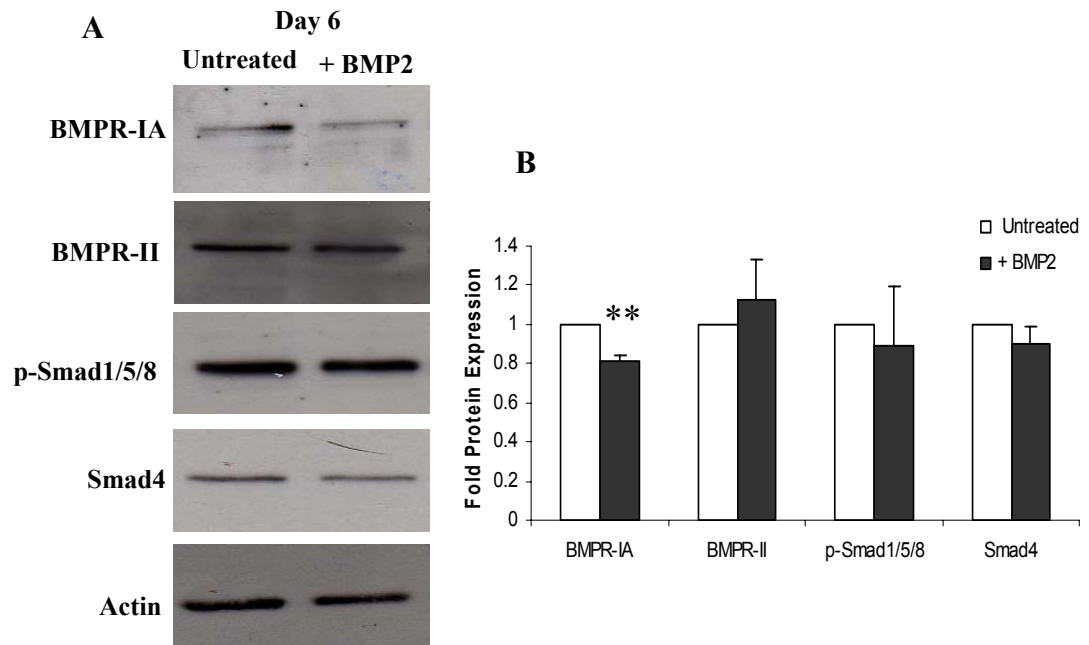 A
Day 6
Untreated + BMP2
BMPR-IA
BMPR-II
p-Smad1/5/8
Smad4
Actin
B
Untreated
+ BMP2
Fold Protein Expression
1.4
1.2
1
0.8
0.6
0.4
0.2
0
**
BMPR-IA BMPR-II p-Smad1/5/8 Smad4